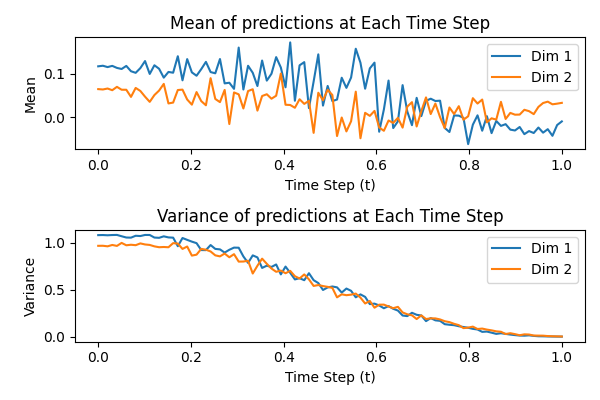 Mean of predictions at Each Time Step
Mean
0.1
0.0
Dim 1
Dim 2
0.0 0.2 0.4 0.6 0.8 1.0
Time Step (t)
Variance of predictions at Each Time Step
Variance
1.0
0.5
0.0
Dim 1
Dim 2
0.0 0.2 0.4 0.6 0.8 1.0
Time Step (t)